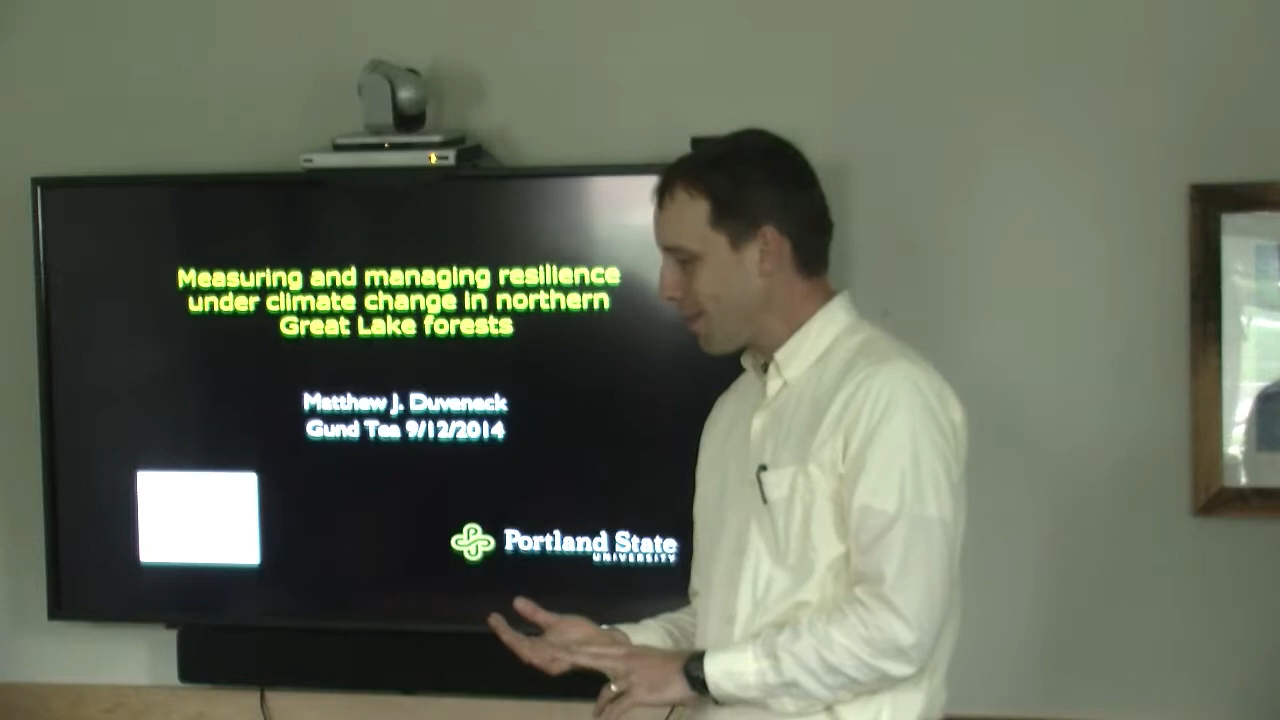 Measuring and managing resilience
under climate change in northern
Great Lake forests
Matthew J. Duveneck
Gund Tea 9/12/2014
Portland State
UNIVERSITY